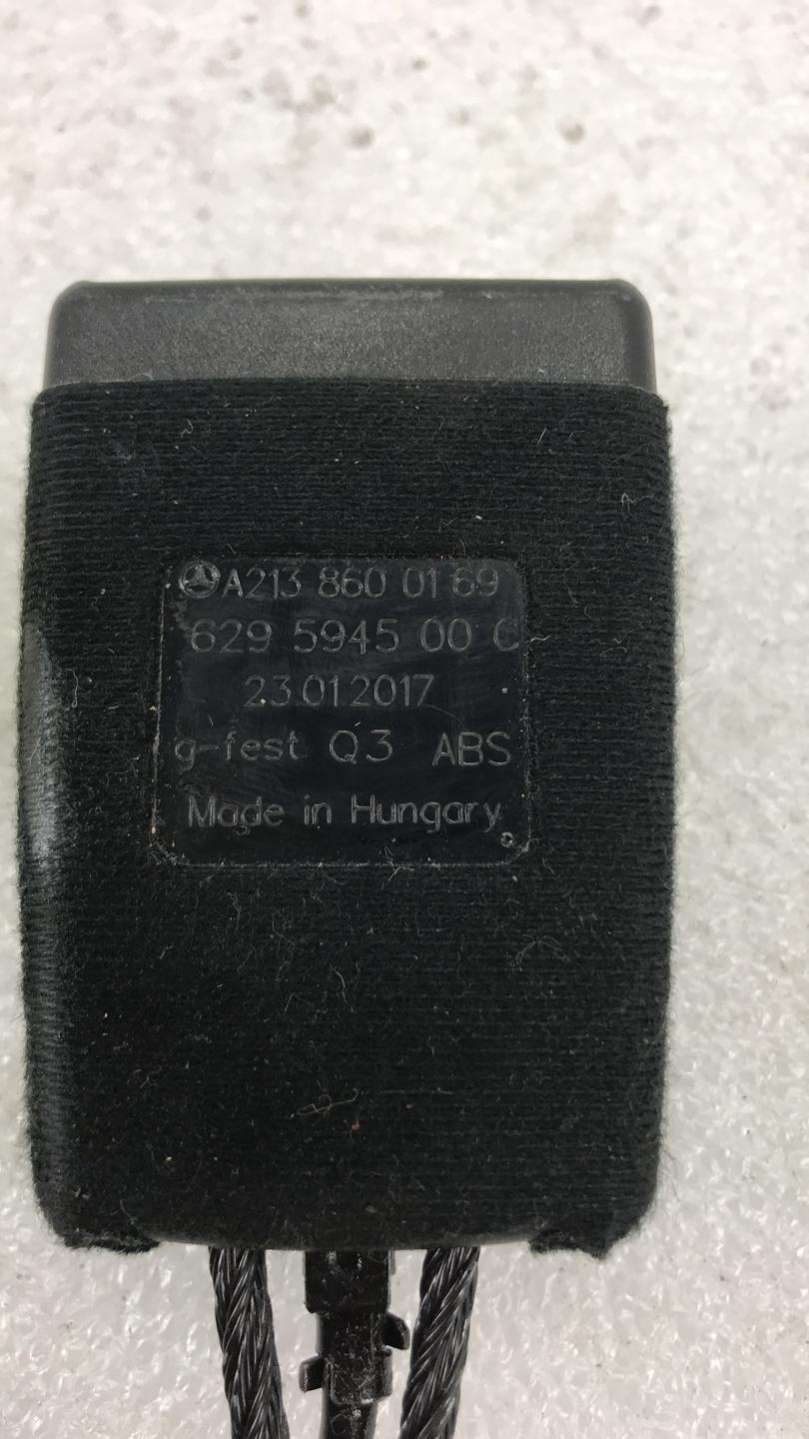 A213 860 01 69
629 5945 00 C
23.01.2017
g-fest Q3 ABS
Made in Hungary